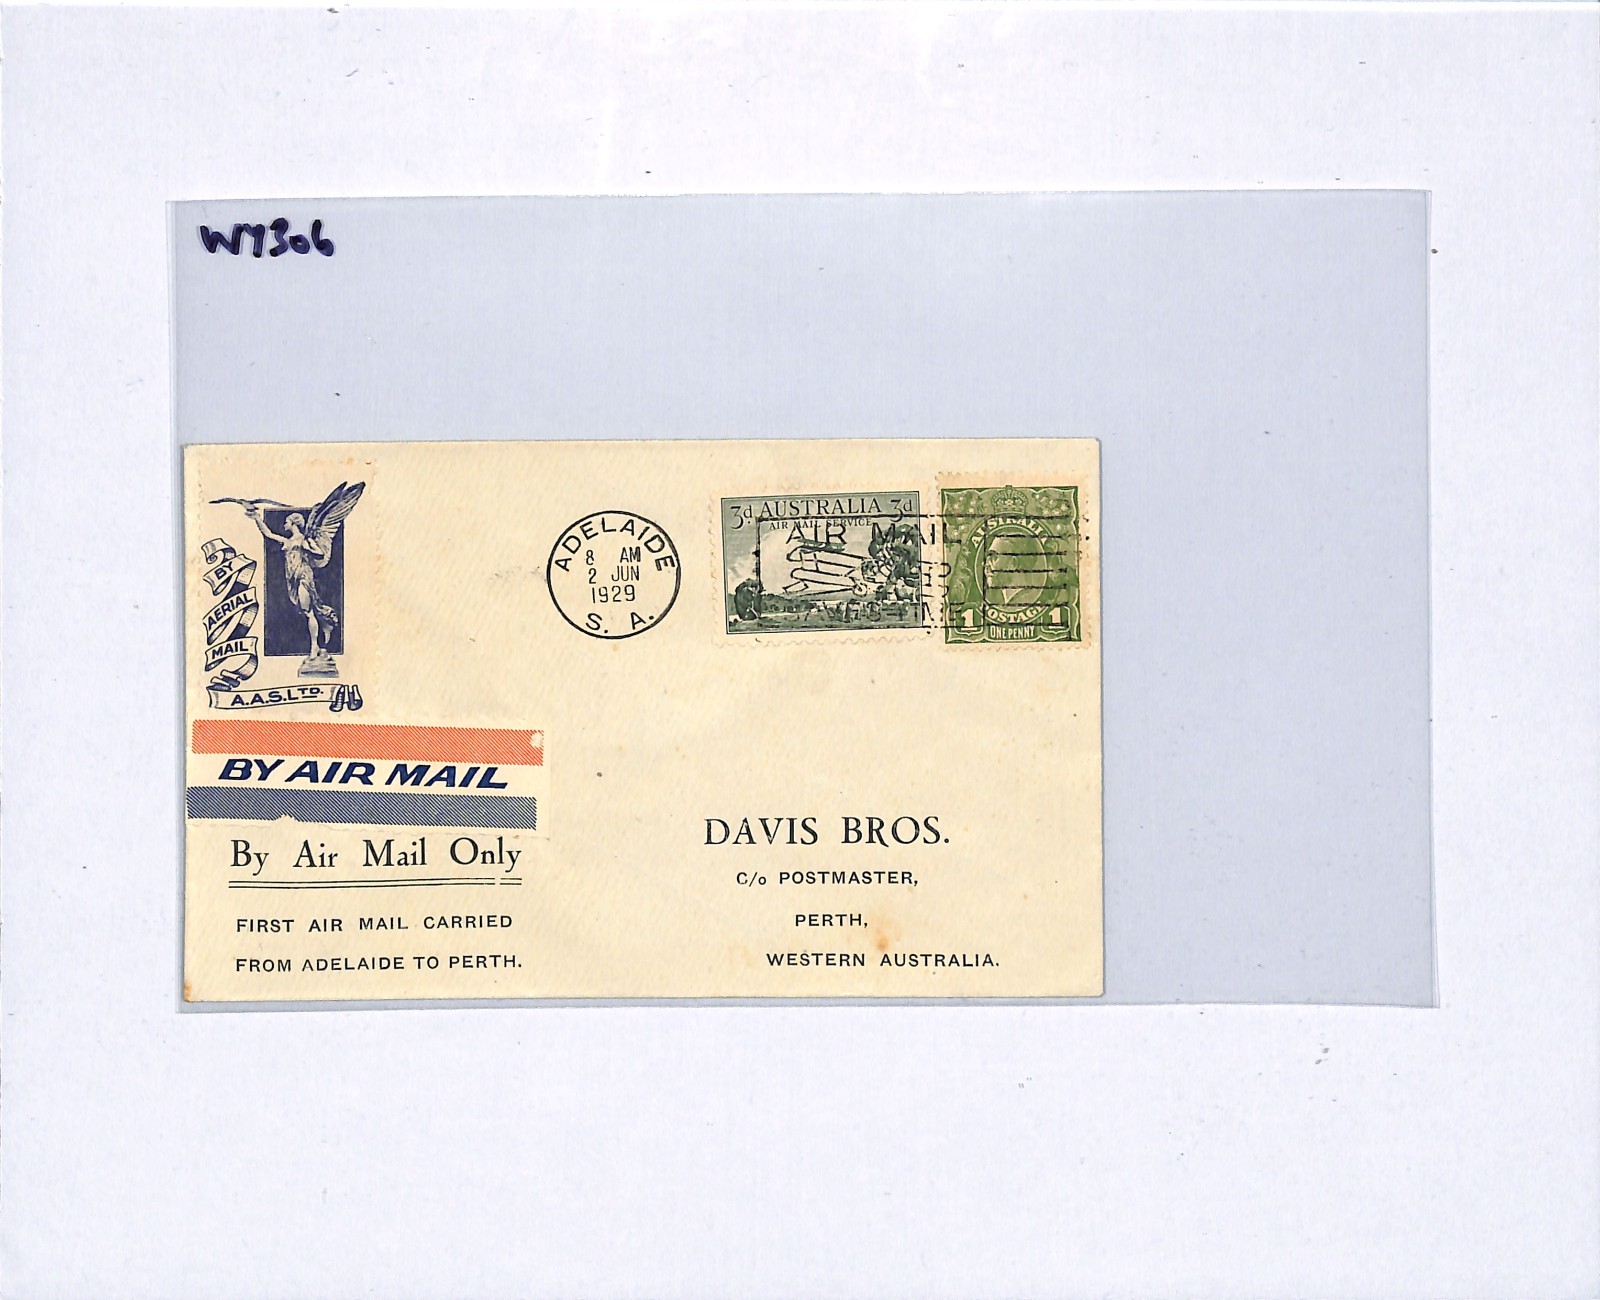 WY306
BY
AERIAL
MAIL
A.A.S.LTD.
ADELAIDE
8 AM
2 JUN
1929
S. A.
3d AUSTRALIA 3d
AIR MAIL SERVICE
AIR MAIL
AUSTRALIA
POSTAGE
1 1
ONE PENNY
BY AIR MAIL
By Air Mail Only
FIRST AIR MAIL CARRIED
FROM ADELAIDE TO PERTH.
DAVIS BROS.
C/o POSTMASTER,
PERTH,
WESTERN AUSTRALIA.